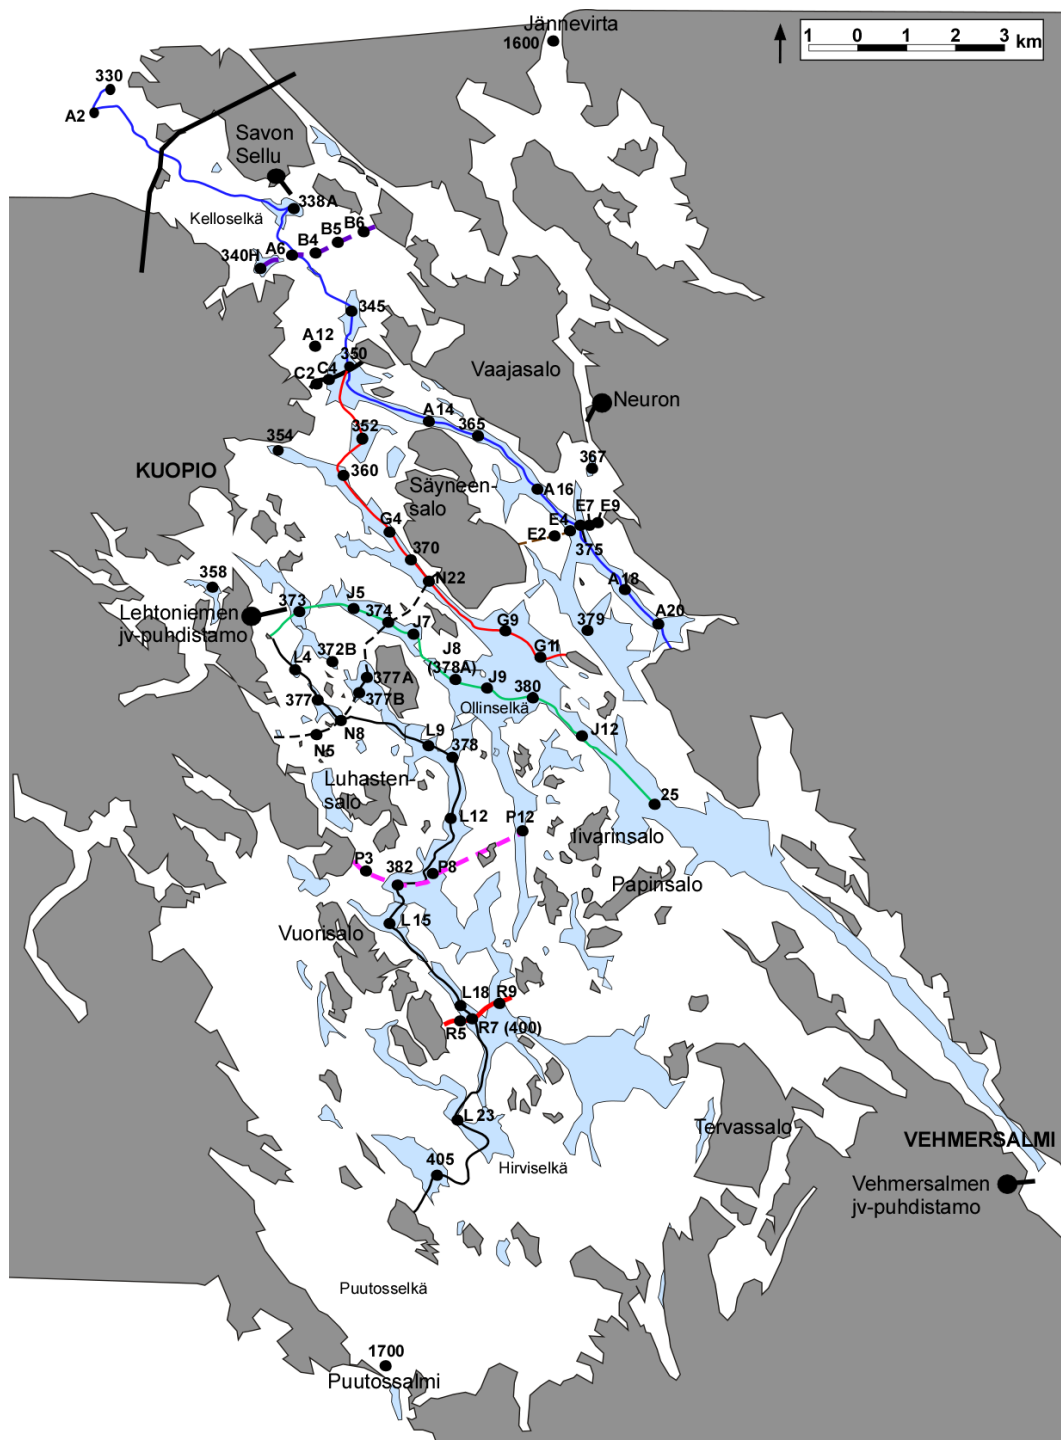 Jännevirta
1600
1 0 1 2 3 km
330
A2
Savon
Sellu
338A
Kelloselkä
B6
B5
B4
A6
340H
345
A12
350
C4
C2
Vaajasalo
Neuron
A14
365
352
354
KUOPIO
360
367
Säyneen-
salo
A16
G4
E7
E9
E4
E2
375
370
N22
358
A18
373
J5
374
Lehtoniemen
jv-puhdistamo
J7
G9
379
A20
372B
J8
(378A)
G11
L4
377A
J9
380
377
377B
Ollinselkä
N8
N5
L9
378
J12
Luhasten-
salo
25
L12
P12
Iivarinsalo
P3
382
P8
Papinsalo
Vuorisalo
L15
L18
R9
R5
R7 (400)
L23
Tervassalo
VEHMERSALMI
405
Hirviselkä
Vehmersalmen
jv-puhdistamo
Puutosselkä
1700
Puutossalmi